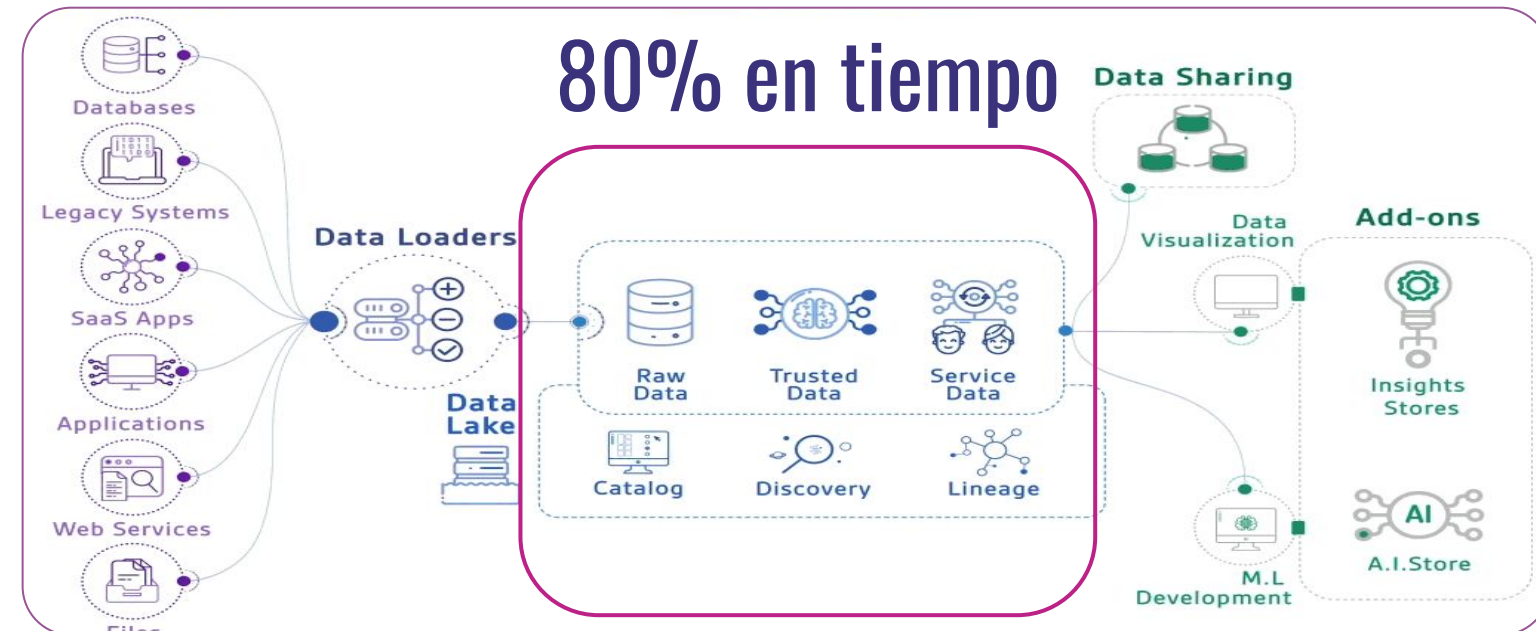 80% en tiempo
Databases
Legacy Systems
SaaS Apps
Applications
Web Services
Files
Data Loaders
Data
Lake
Raw
Data
Trusted
Data
Service
Data
Catalog
Discovery
Lineage
Data Sharing
Data
Visualization
M.L
Development
Add-ons
Insights
Stores
AI
A.I.Store